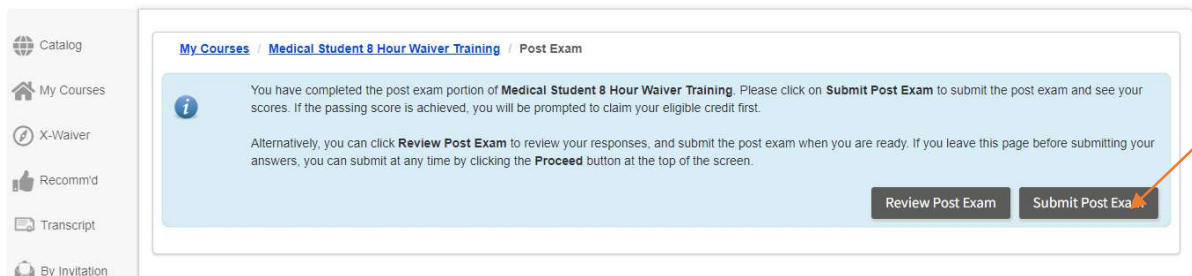 Catalog
My Courses
X-Waiver
Recomm'd
Transcript
By Invitation
My Courses / Medical Student 8 Hour Waiver Training / Post Exam
You have completed the post exam portion of Medical Student 8 Hour Waiver Training. Please click on Submit Post Exam to submit the post exam and see your
scores. If the passing score is achieved, you will be prompted to claim your eligible credit first.
Alternatively, you can click Review Post Exam to review your responses, and submit the post exam when you are ready. If you leave this page before submitting your
answers, you can submit at any time by clicking the Proceed button at the top of the screen.
Review Post Exam
Submit Post Exam